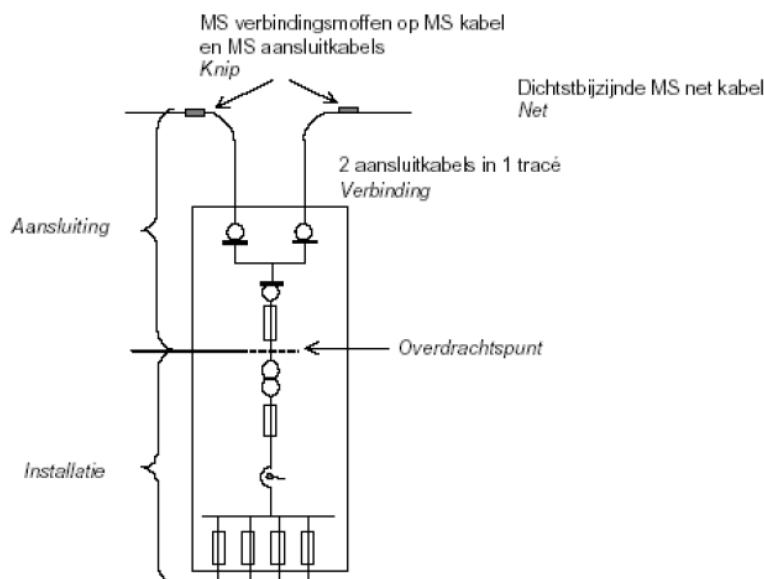 MS verbindingsmoffen op MS kabel
en MS aansluitkabels
Knip
Dichtstbijzijnde MS net kabel
Net
2 aansluitkabels in 1 tracé
Verbinding
Aansluiting
Overdrachtspunt
Installatie